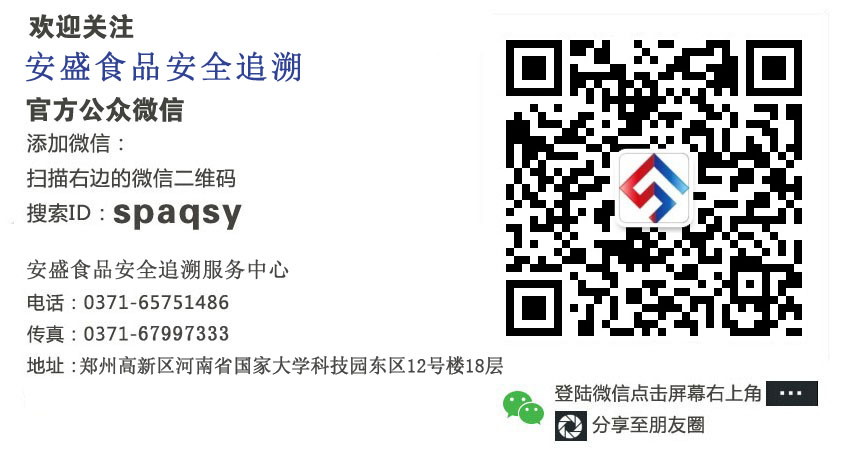 欢迎关注
安盛食品安全追溯
官方公众微信
添加微信：
扫描右边的微信二维码
搜索ID：spaqsy
安盛食品安全追溯服务中心
电话：0371-65751486
传真：0371-67997333
地址：郑州高新区河南省国家大学科技园东区12号楼18层
登陆微信点击屏幕右上角 ···
分享至朋友圈